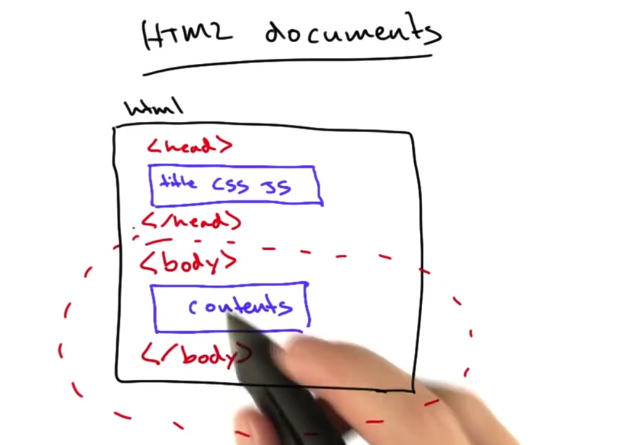 HTML documents
html
<head>
title CSS JS
</head>
<body>
contents
</body>